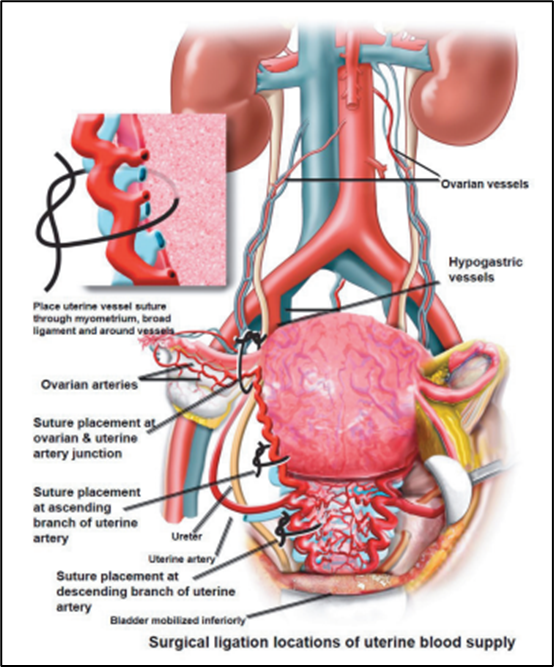 Ovarian vessels
Hypogastric
vessels
Place uterine vessel suture
through myometrium, broad
ligament and around vessels
Ovarian arteries
Suture placement at
ovarian & uterine
artery junction
Suture placement
at ascending
branch of uterine
artery
Ureter
Uterine artery
Suture placement at
descending branch of uterine
artery
Bladder mobilized inferiorly
Surgical ligation locations of uterine blood supply